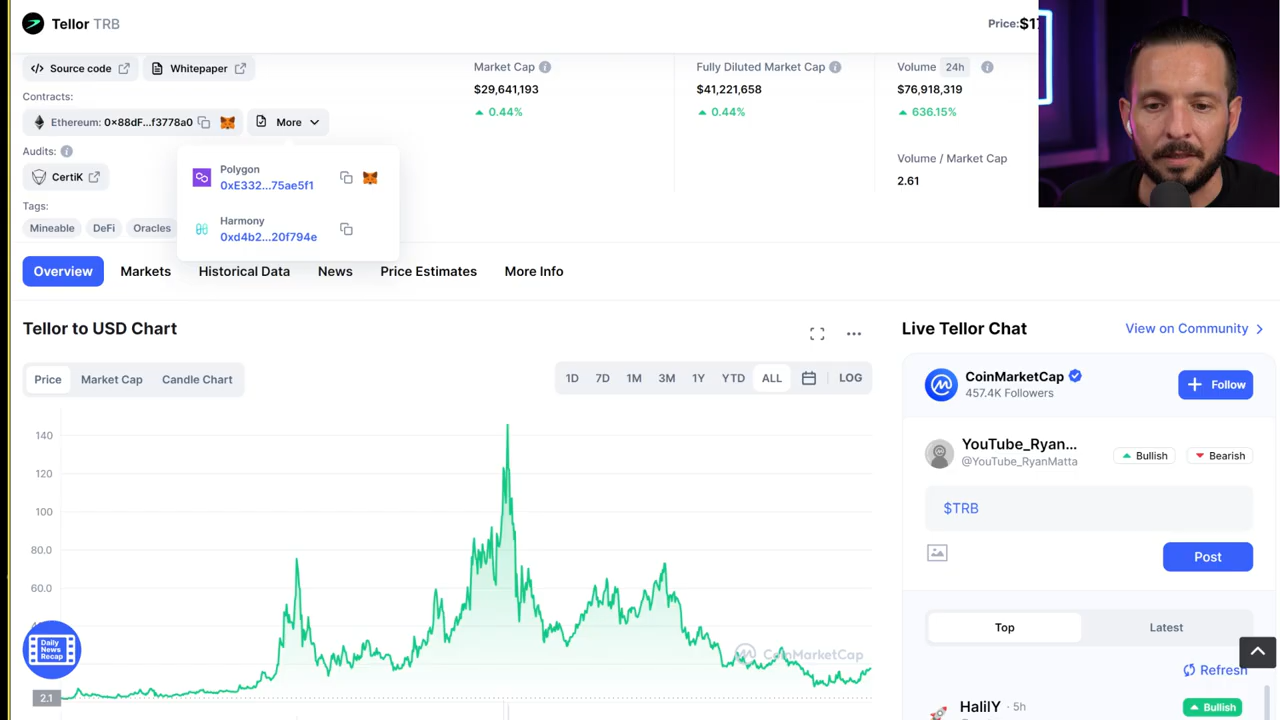 Tellor TRB
Price: $1
Source code
Whitepaper
Market Cap
$29,641,193
0.44%
Fully Diluted Market Cap
$41,221,658
0.44%
Volume 24h
$76,918,319
636.15%
Volume / Market Cap
2.61
Contracts:
Ethereum: 0x88dF...f3778a0
More
Polygon
0xE332...75ae5f1
Harmony
0xd4b2...20f794e
Audits:
CertiK
Tags:
Mineable
DeFi
Oracles
Overview
Markets
Historical Data
News
Price Estimates
More Info
Tellor to USD Chart
Price
Market Cap
Candle Chart
1D
7D
1M
3M
1Y
YTD
ALL
LOG
140
120
100
80.0
60.0
2.1
CoinMarketCap
Daily
News
Recap
Live Tellor Chat
View on Community
CoinMarketCap
457.4K Followers
Follow
YouTube_Ryan...
@YouTube_RyanMatta
Bullish
Bearish
$TRB
Post
Top
Latest
Refresh
HalilY · 5h
Bullish